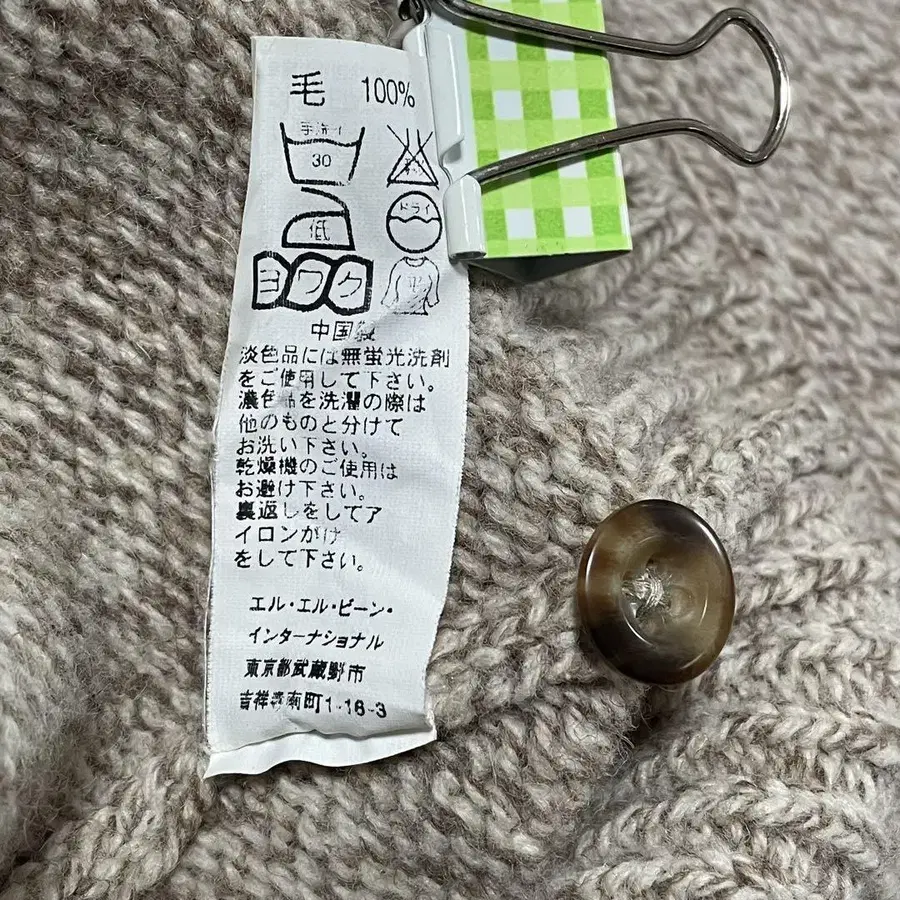 毛 100%
手洗イ
30
低
ドライ
ヨワク
平
中国製
淡色品には無蛍光洗剤
をご使用して下さい。
濃色品を洗濯の際は
他のものと分けて
お洗い下さい。
乾燥機のご使用は
お避け下さい。
裏返しをしてア
イロンがけ
をして下さい。
エル・エル・ビーン・
インターナショナル
東京都武蔵野市
吉祥寺南町1-18-3